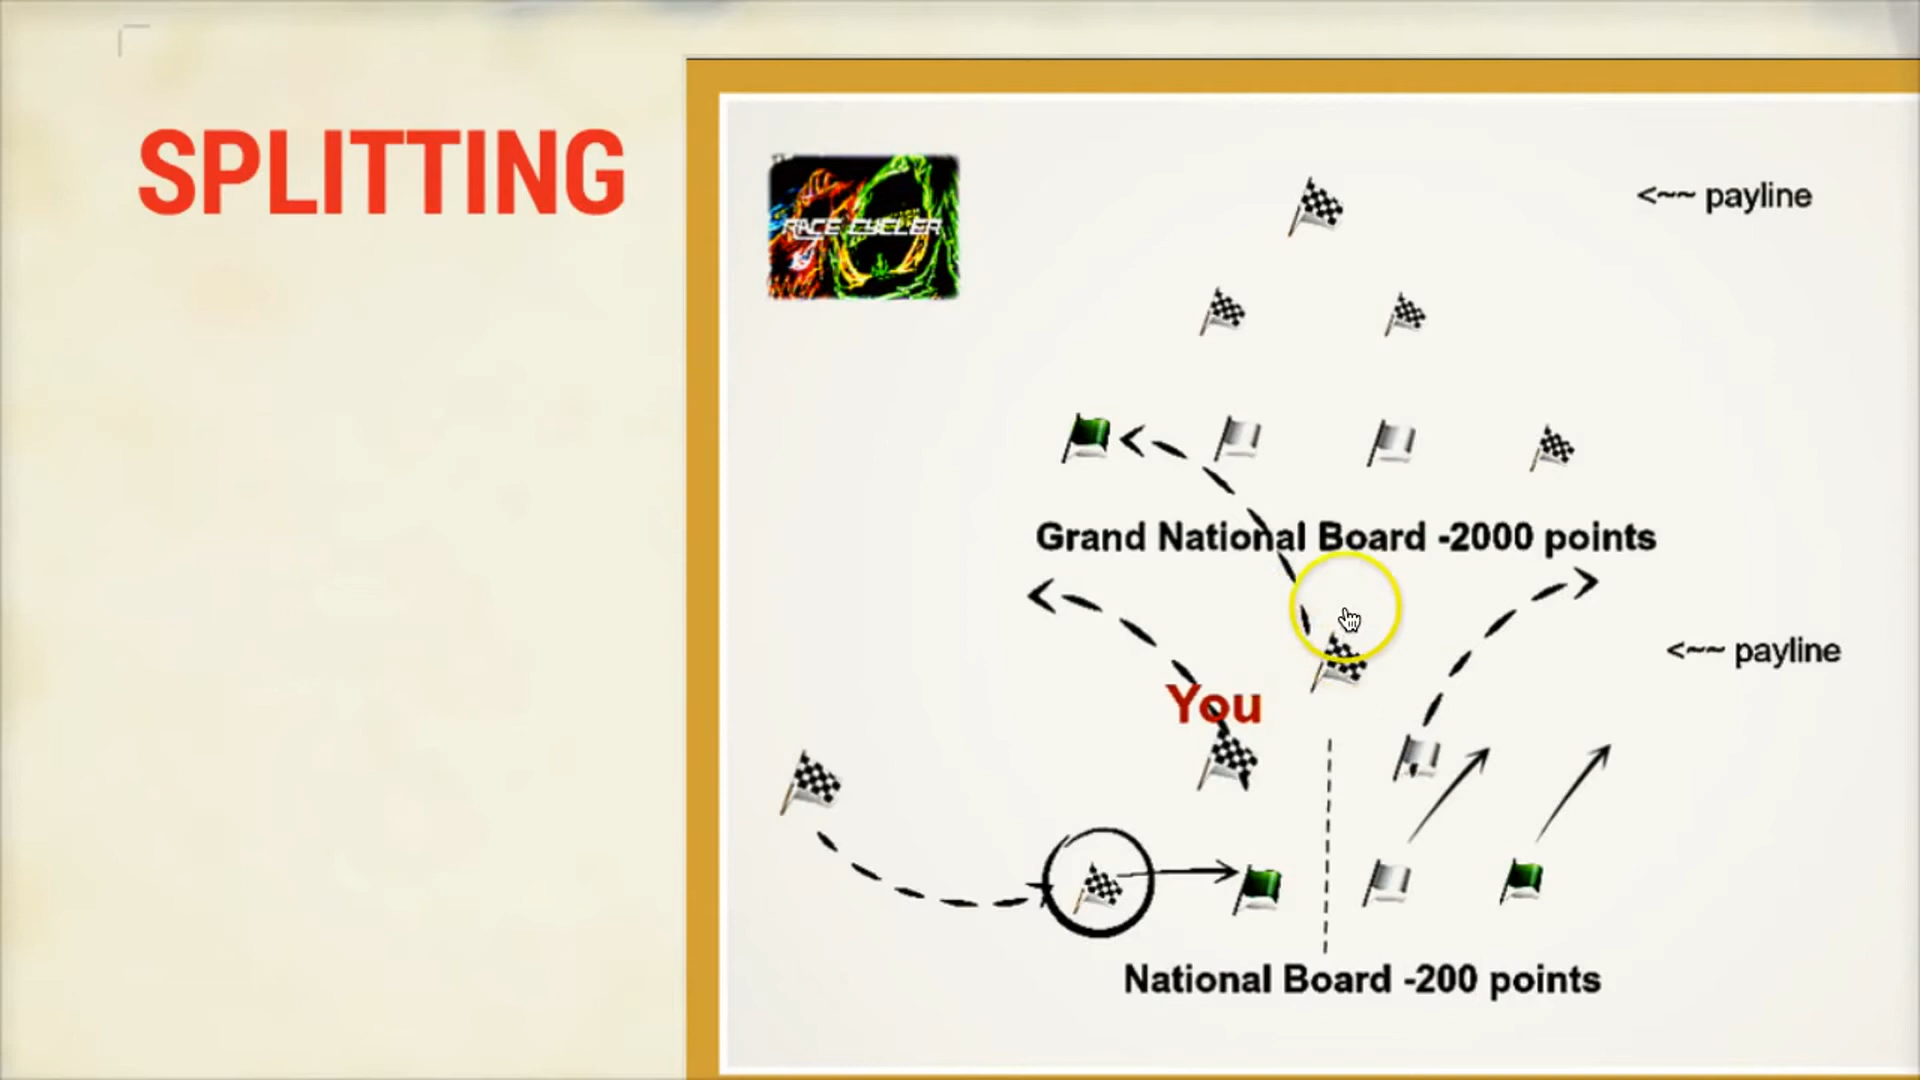 SPLITTING
RACE CYCLER
<~~ payline
Grand National Board -2000 points
<~~ payline
You
National Board -200 points